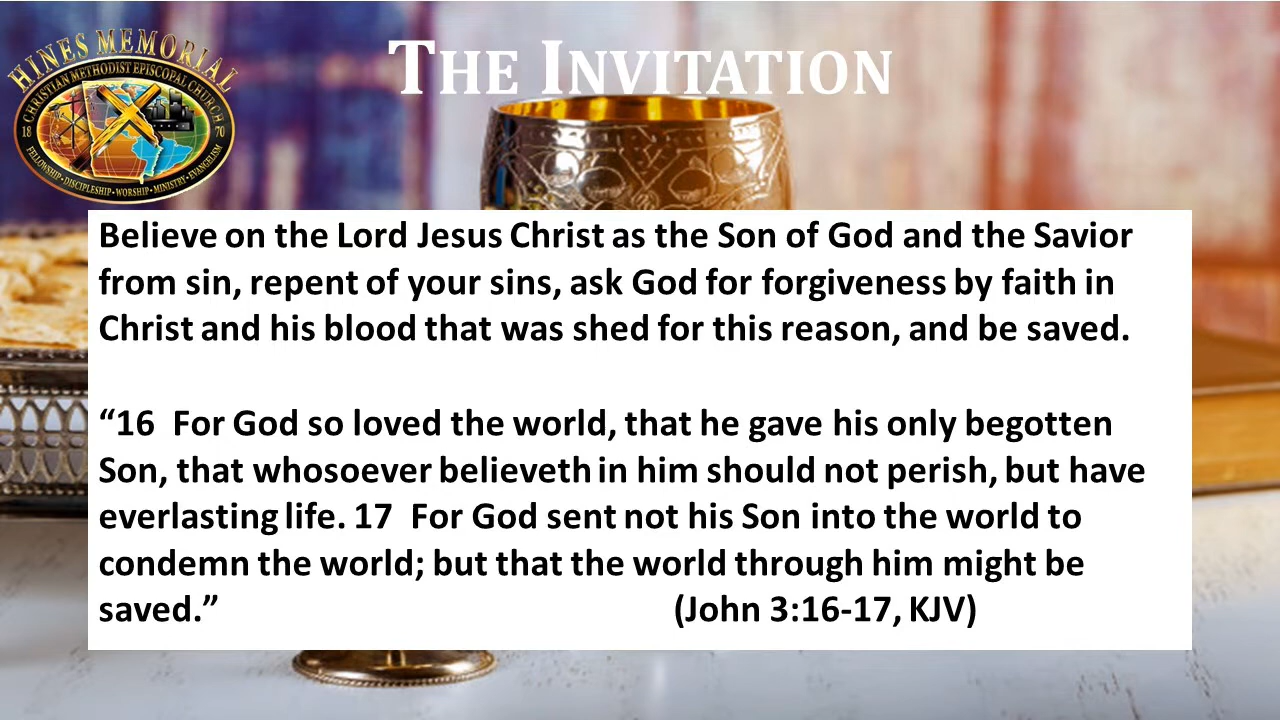 HINES MEMORIAL
CHRISTIAN METHODIST EPISCOPAL CHURCH
18 70
FELLOWSHIP • DISCIPLESHIP • WORSHIP • MINISTRY • EVANGELISM
THE INVITATION
Believe on the Lord Jesus Christ as the Son of God and the Savior
from sin, repent of your sins, ask God for forgiveness by faith in
Christ and his blood that was shed for this reason, and be saved.
“16 For God so loved the world, that he gave his only begotten
Son, that whosoever believeth in him should not perish, but have
everlasting life. 17 For God sent not his Son into the world to
condemn the world; but that the world through him might be
saved.” (John 3:16-17, KJV)